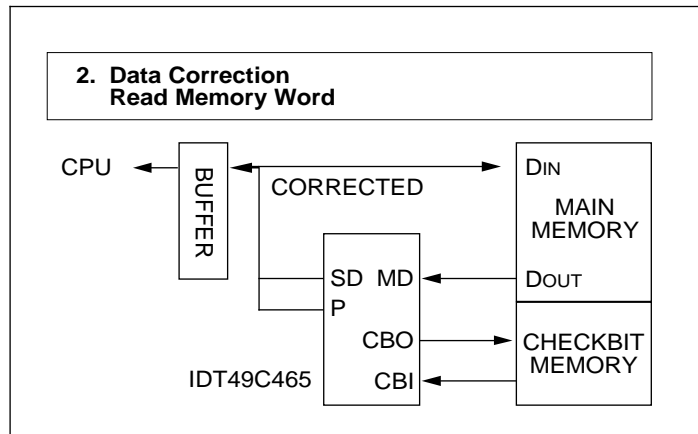 2. Data Correction
Read Memory Word
CPU
BUFFER
CORRECTED
DIN
MAIN
MEMORY
SD
MD
DOUT
P
CBO
CHECKBIT
MEMORY
IDT49C465
CBI